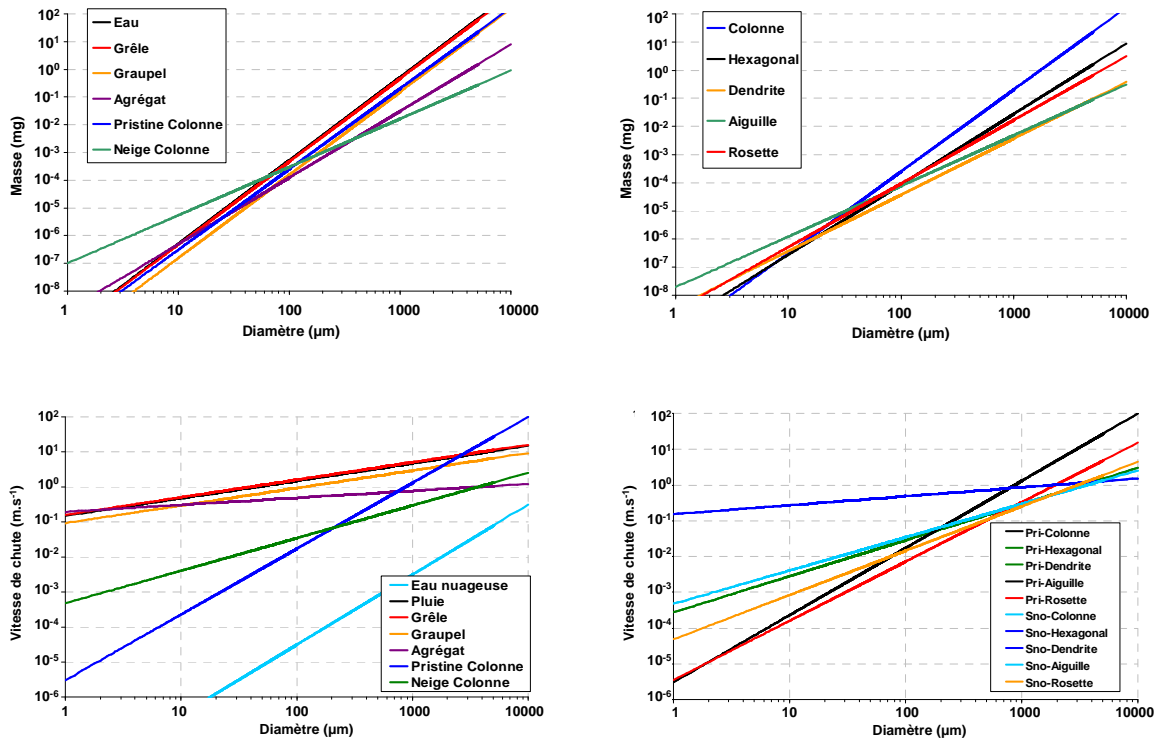 Masse (mg)
10²
10¹
10⁰
10⁻¹
10⁻²
10⁻³
10⁻⁴
10⁻⁵
10⁻⁶
10⁻⁷
10⁻⁸
Eau
Grêle
Graupel
Agrégat
Pristine Colonne
Neige Colonne
1 10 100 1000 10000
Diamètre (µm)
Masse (mg)
10²
10¹
10⁰
10⁻¹
10⁻²
10⁻³
10⁻⁴
10⁻⁵
10⁻⁶
10⁻⁷
10⁻⁸
Colonne
Hexagonal
Dendrite
Aiguille
Rosette
1 10 100 1000 10000
Diamètre (µm)
Vitesse de chute (m.s⁻¹)
10²
10¹
10⁰
10⁻¹
10⁻²
10⁻³
10⁻⁴
10⁻⁵
10⁻⁶
Eau nuageuse
Pluie
Grêle
Graupel
Agrégat
Pristine Colonne
Neige Colonne
1 10 100 1000 10000
Diamètre (µm)
Vitesse de chute (m.s⁻¹)
10²
10¹
10⁰
10⁻¹
10⁻²
10⁻³
10⁻⁴
10⁻⁵
10⁻⁶
Pri-Colonne
Pri-Hexagonal
Pri-Dendrite
Pri-Aiguille
Pri-Rosette
Sno-Colonne
Sno-Hexagonal
Sno-Dendrite
Sno-Aiguille
Sno-Rosette
1 10 100 1000 10000
Diamètre (µm)